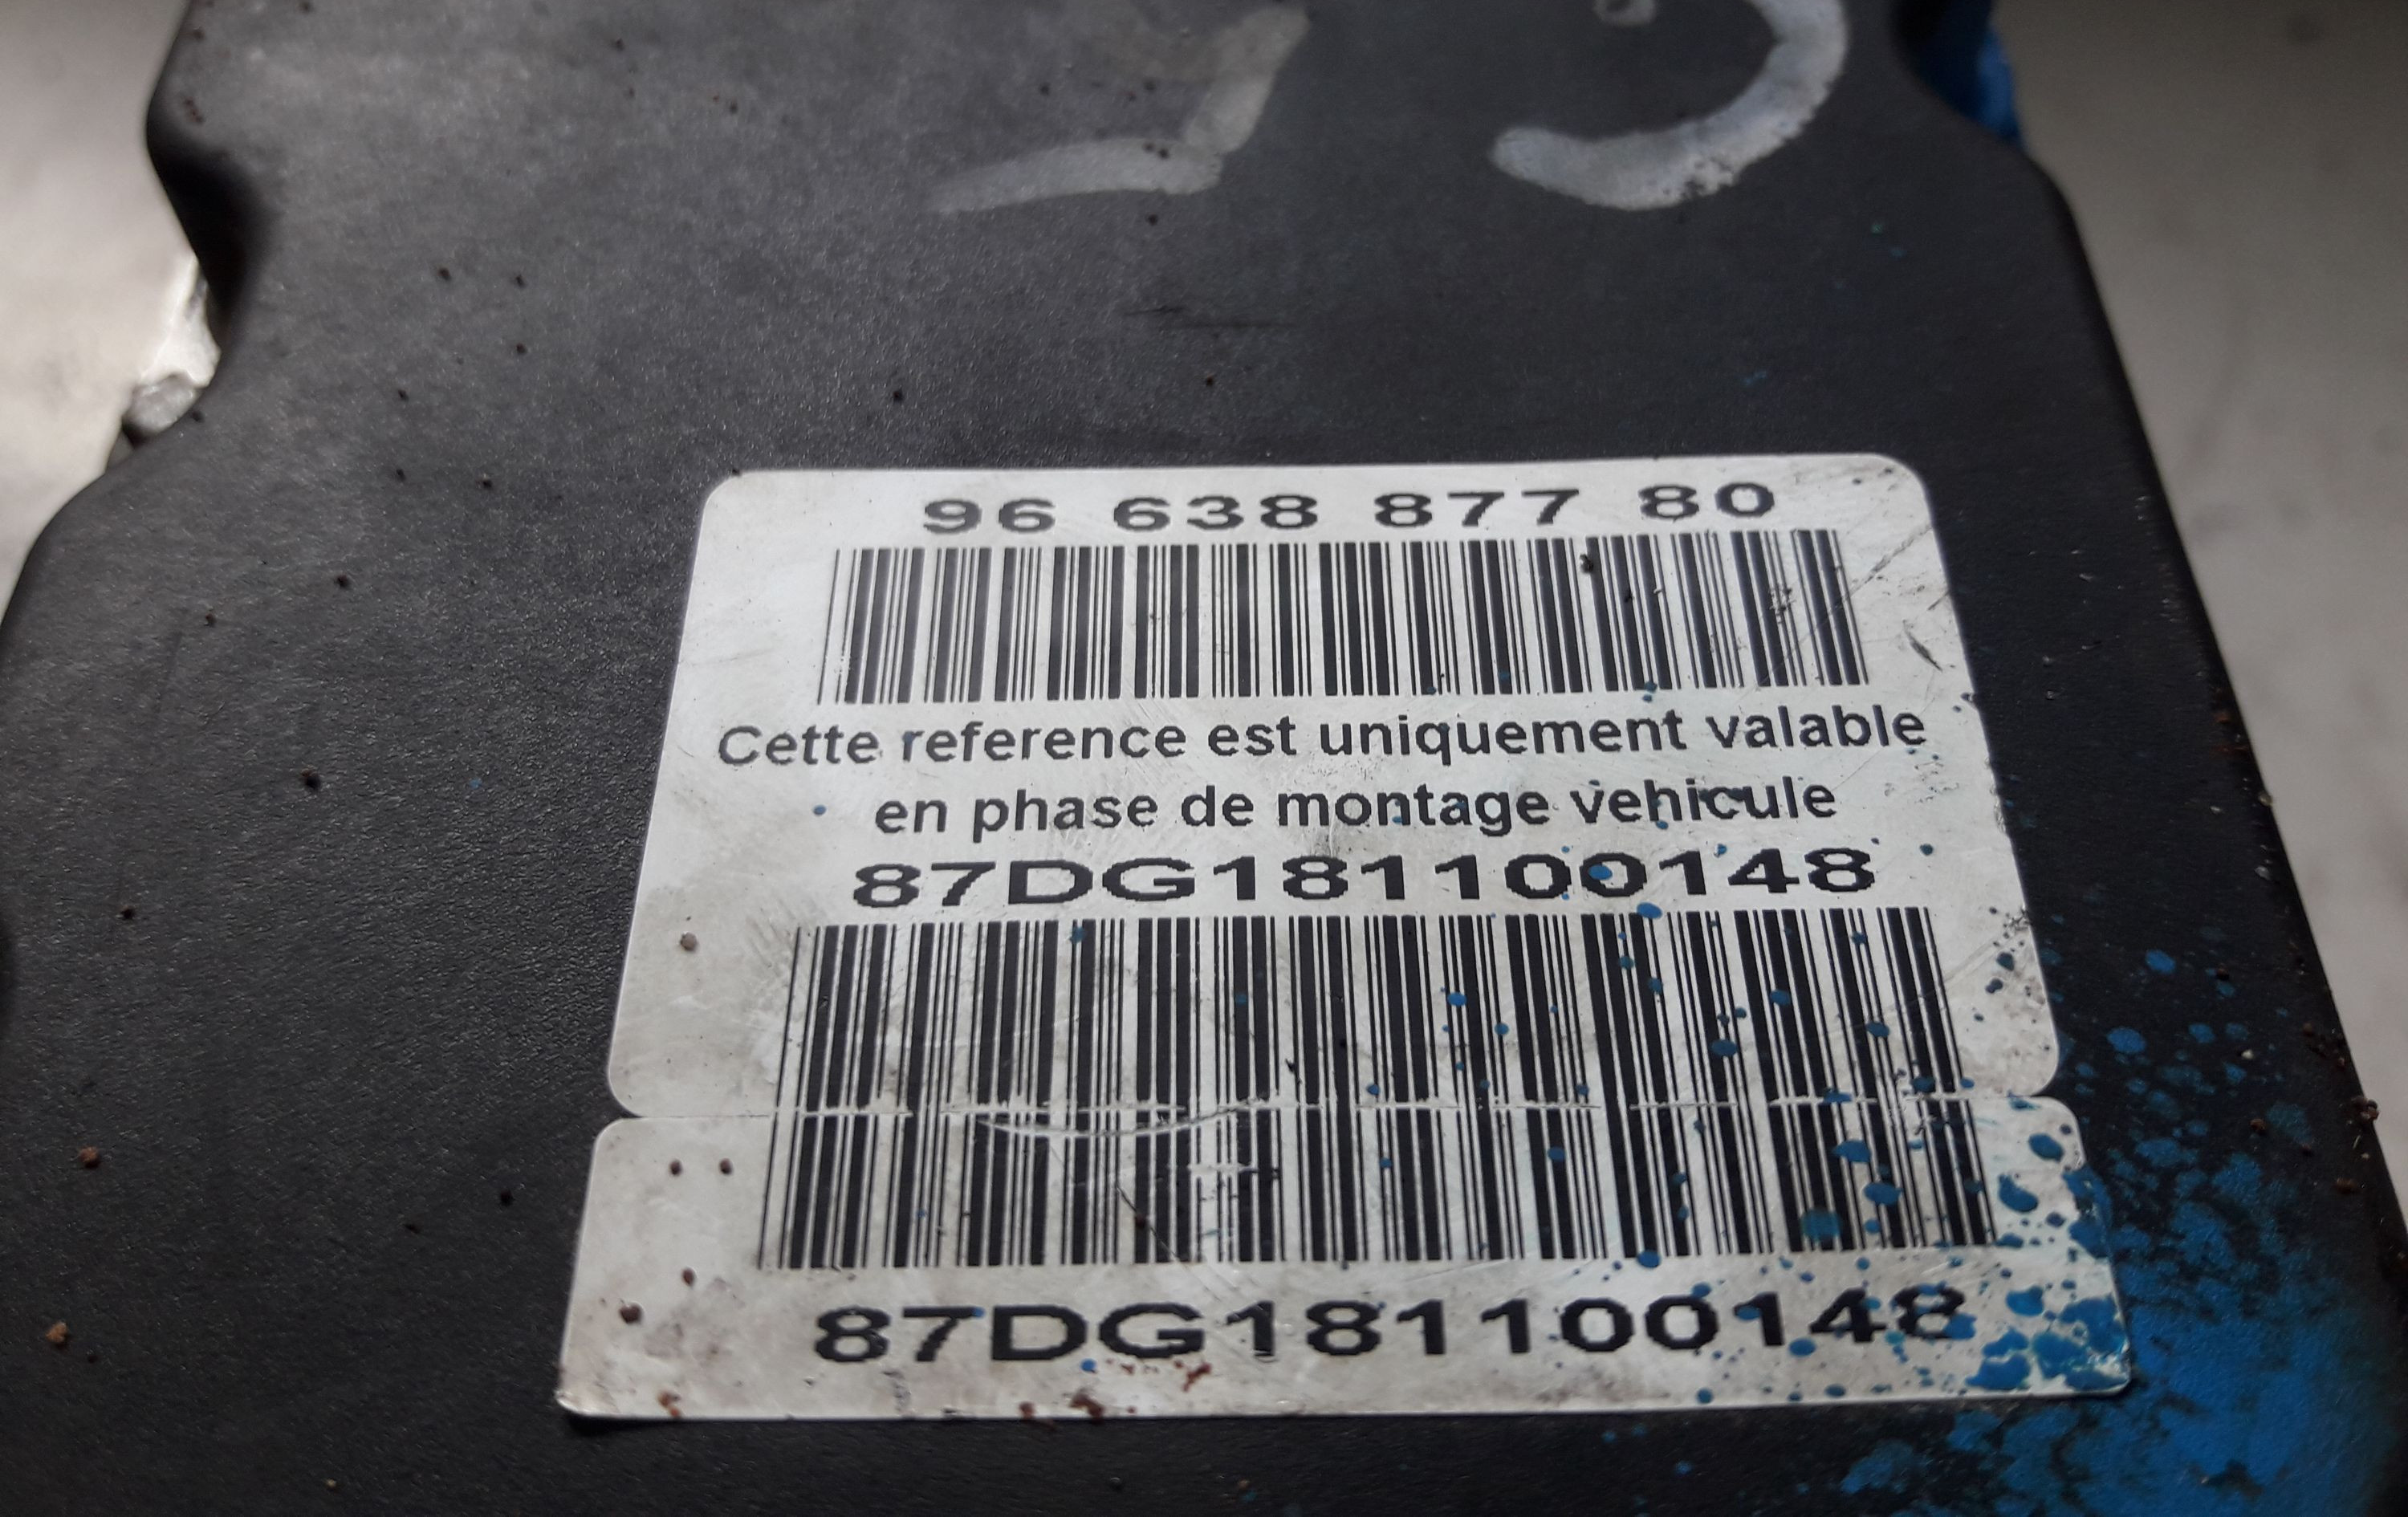 96 638 877 80
Cette reference est uniquement valable
en phase de montage vehicule
87DG181100148
87DG181100148